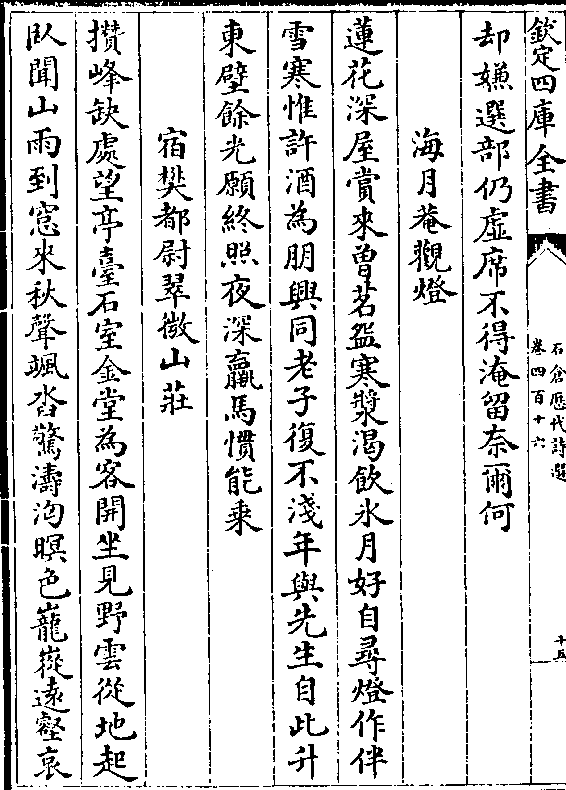 欽定四庫全書
石倉歷代詩選
卷四百十六
十五
却嫌選部仍虛席不得淹留奈爾何
海月菴觀燈
蓮花深屋賞來曾茗盌寒漿渴飲氷月好自尋燈作伴
雪寒惟許酒為朋興同老子復不淺年與先生自此升
東壁餘光願終照夜深羸馬慣能乗
宿樊都尉翠微山莊
攢峰缺處望亭臺石室金堂為客開坐見野雲從地起
臥聞山雨到窓來秋聲颯沓驚濤洶暝色巃嵸遠壑哀